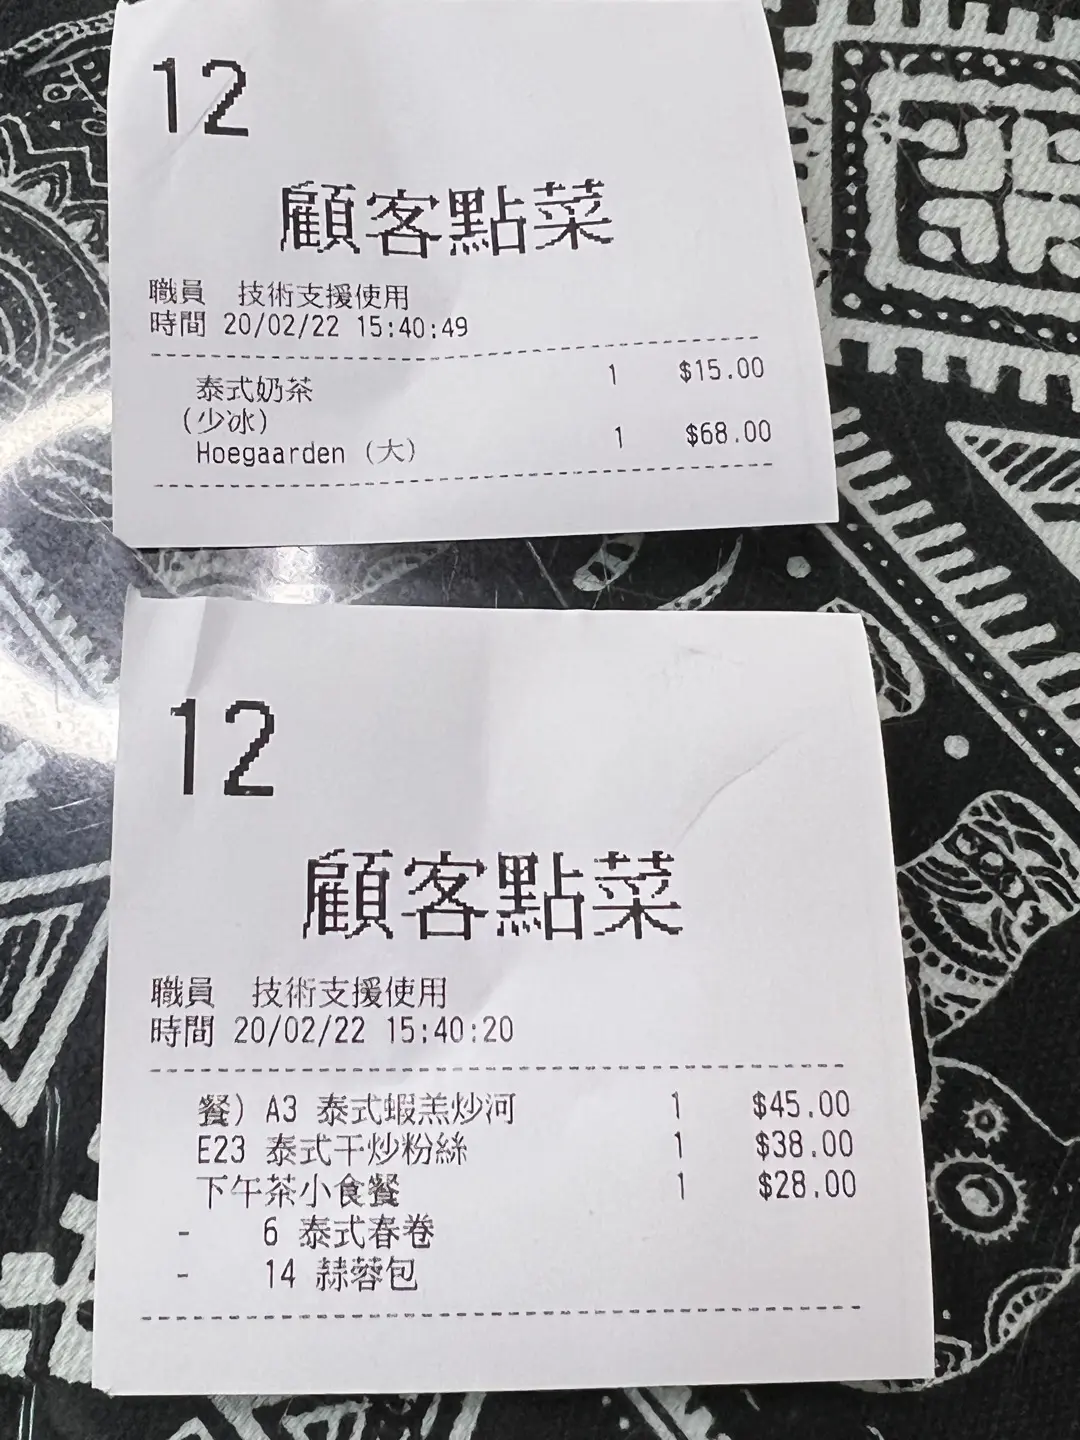 12
顧客點菜
職員 技術支援使用
時間 20/02/22 15:40:49
泰式奶茶 1 $15.00
(少冰)
Hoegaarden (大) 1 $68.00
12
顧客點菜
職員 技術支援使用
時間 20/02/22 15:40:20
餐) A3 泰式蝦羔炒河 1 $45.00
E23 泰式干炒粉絲 1 $38.00
下午茶小食餐 1 $28.00
- 6 泰式春卷
- 14 蒜蓉包